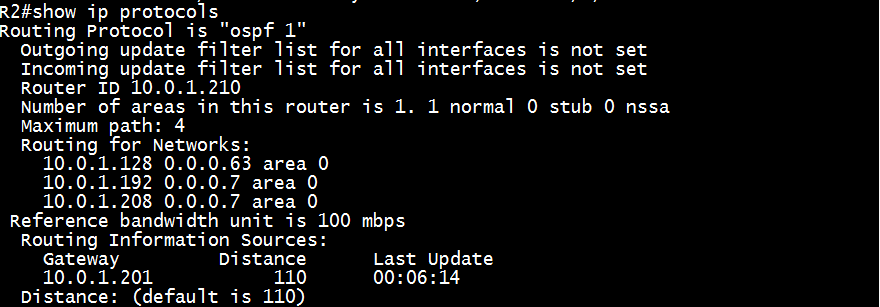 R2#show ip protocols
Routing Protocol is "ospf 1"
  Outgoing update filter list for all interfaces is not set
  Incoming update filter list for all interfaces is not set
  Router ID 10.0.1.210
  Number of areas in this router is 1. 1 normal 0 stub 0 nssa
  Maximum path: 4
  Routing for Networks:
    10.0.1.128 0.0.0.63 area 0
    10.0.1.192 0.0.0.7 area 0
    10.0.1.208 0.0.0.7 area 0
 Reference bandwidth unit is 100 mbps
  Routing Information Sources:
    Gateway         Distance      Last Update
    10.0.1.201           110      00:06:14
  Distance: (default is 110)